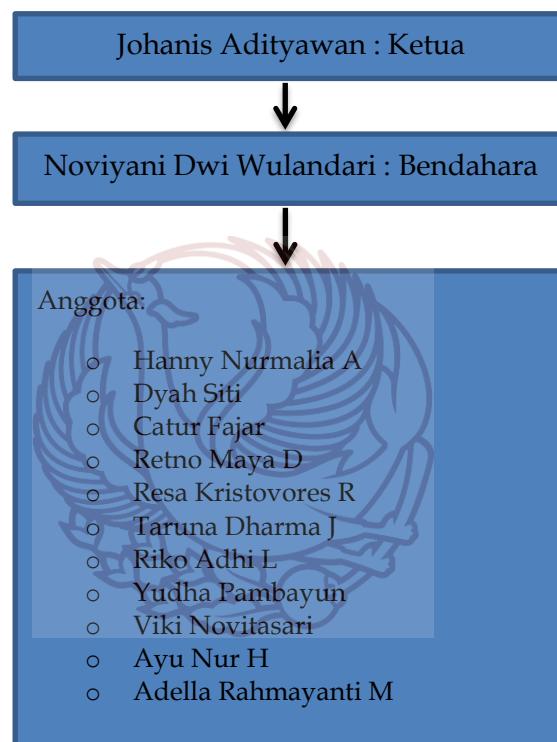 Johanis Adityawan : Ketua
Noviyani Dwi Wulandari : Bendahara
Anggota:
o Hanny Nurmalia A
o Dyah Siti
o Catur Fajar
o Retno Maya D
o Resa Kristovores R
o Taruna Dharma J
o Riko Adhi L
o Yudha Pambayun
o Viki Novitasari
o Ayu Nur H
o Adella Rahmayanti M